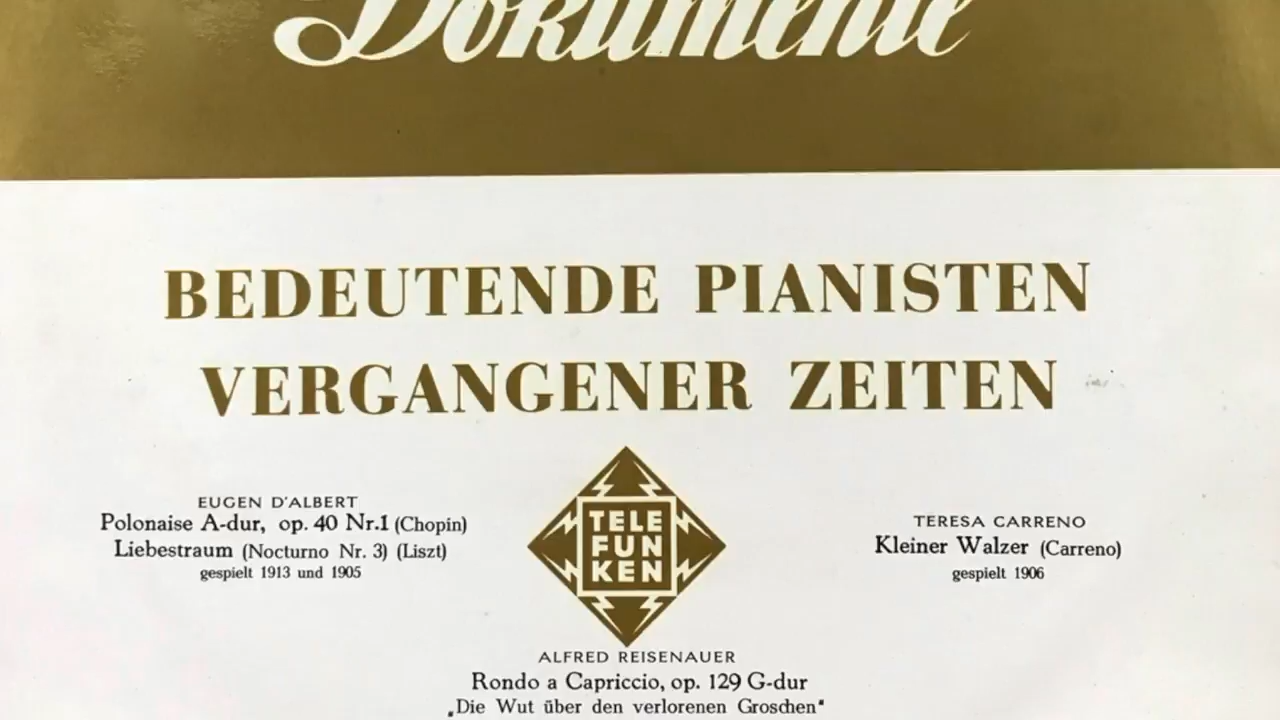 Dokumente
BEDEUTENDE PIANISTEN
VERGANGENER ZEITEN
EUGEN D'ALBERT
Polonaise A-dur, op. 40 Nr.1 (Chopin)
Liebestraum (Nocturno Nr. 3) (Liszt)
gespielt 1913 und 1905
TELE
FUN
KEN
TERESA CARRENO
Kleiner Walzer (Carreno)
gespielt 1906
ALFRED REISENAUER
Rondo a Capriccio, op. 129 G-dur
„Die Wut über den verlorenen Groschen“